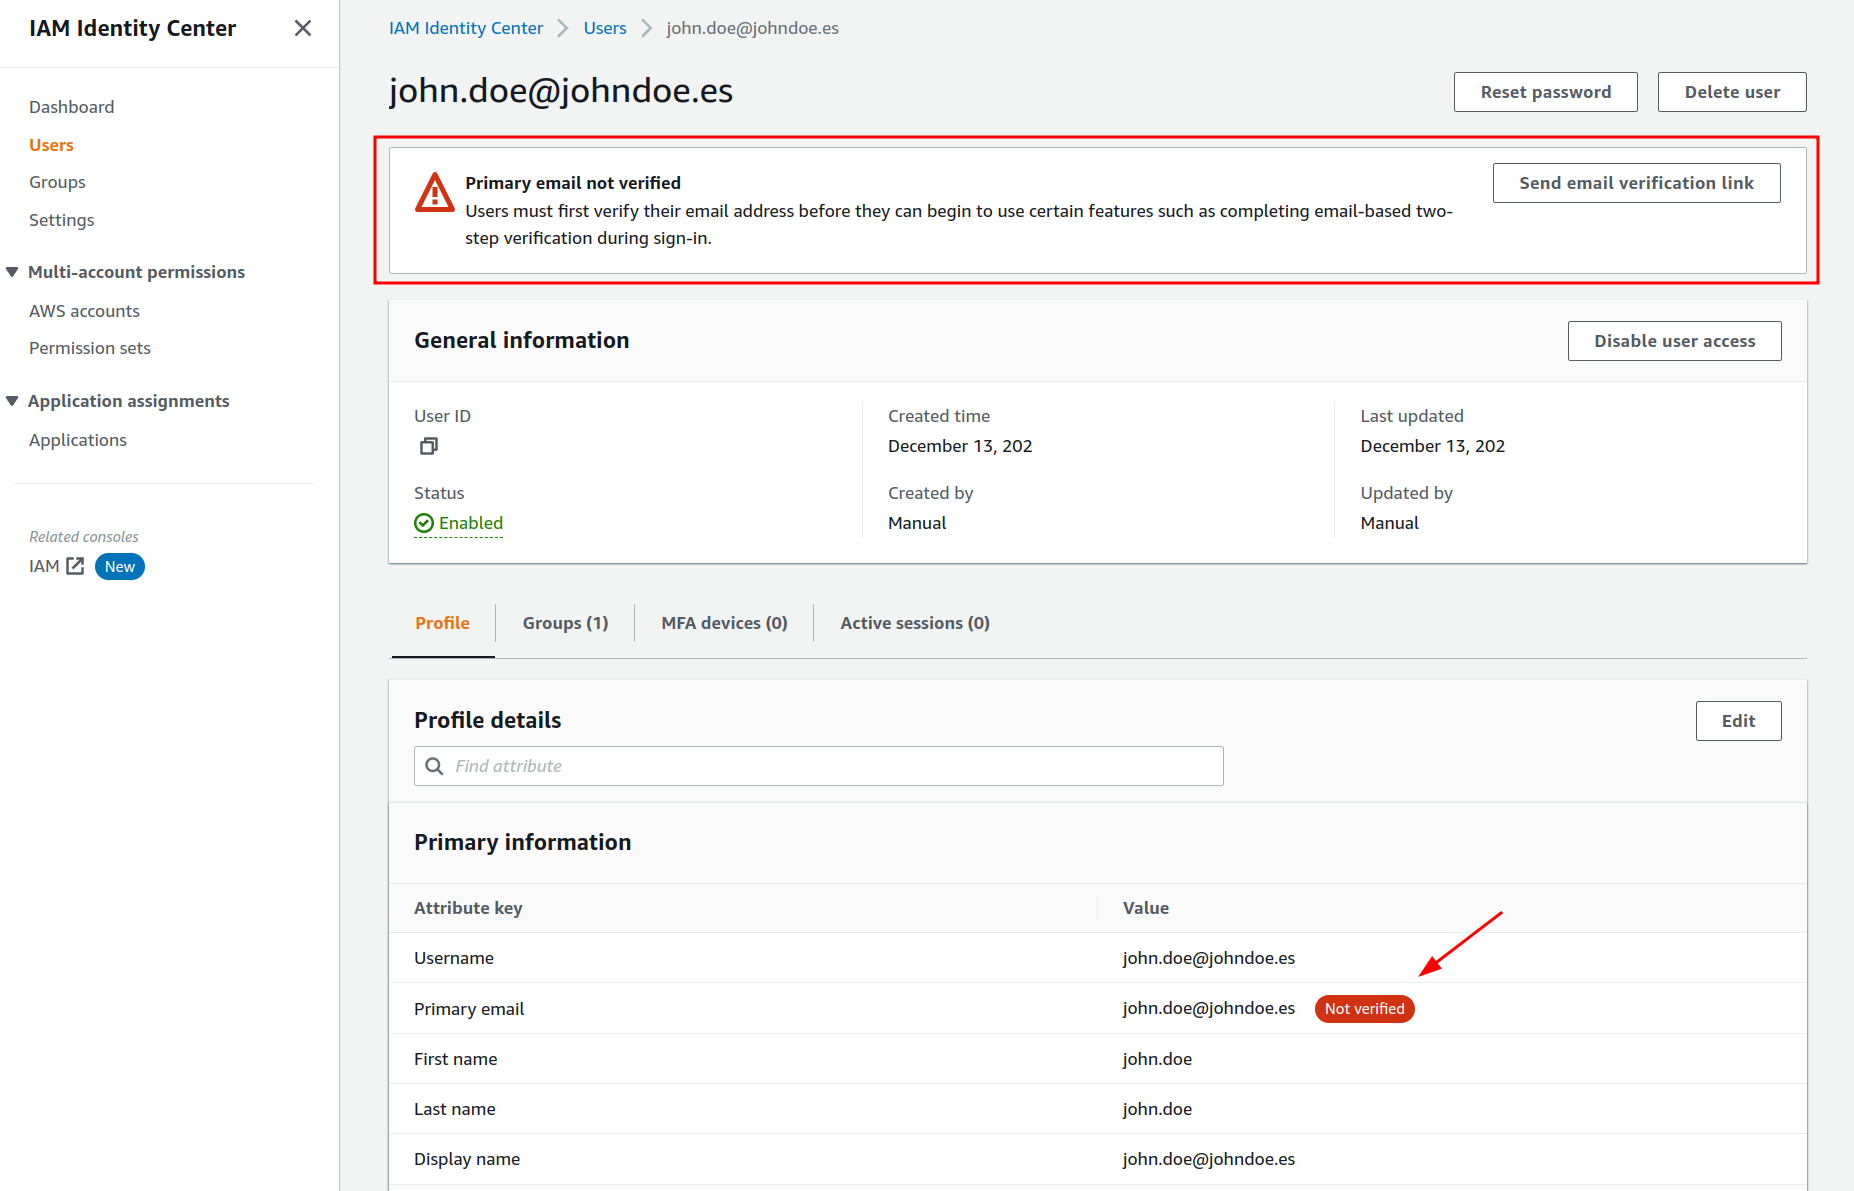 IAM Identity Center
Dashboard
Users
Groups
Settings
Multi-account permissions
AWS accounts
Permission sets
Application assignments
Applications
Related consoles
IAM New
IAM Identity Center Users john.doe@johndoe.es
john.doe@johndoe.es
Reset password Delete user
Primary email not verified
Send email verification link
Users must first verify their email address before they can begin to use certain features such as completing email-based two-
step verification during sign-in.
General information
Disable user access
User ID
Status
Enabled
Created time
December 13, 202
Created by
Manual
Last updated
December 13, 202
Updated by
Manual
Profile Groups (1) MFA devices (0) Active sessions (0)
Profile details
Edit
Find attribute
Primary information
Attribute key Value
Username john.doe@johndoe.es
Primary email john.doe@johndoe.es Not verified
First name john.doe
Last name john.doe
Display name john.doe@johndoe.es